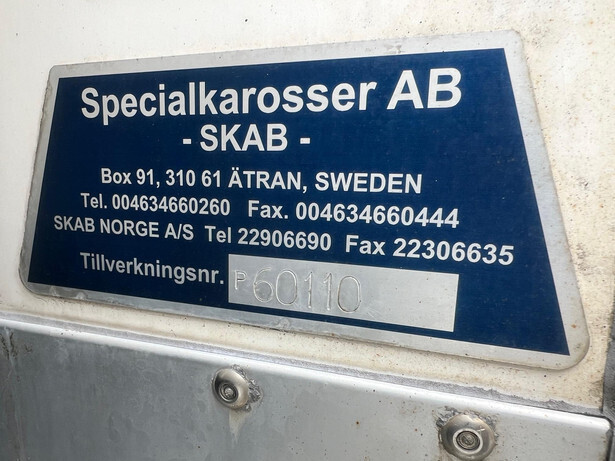 Specialkarosser AB
- SKAB -
Box 91, 310 61 ÄTRAN, SWEDEN
Tel. 004634660260 Fax. 004634660444
SKAB NORGE A/S Tel 22906690 Fax 22306635
Tillverkningsnr. P60110